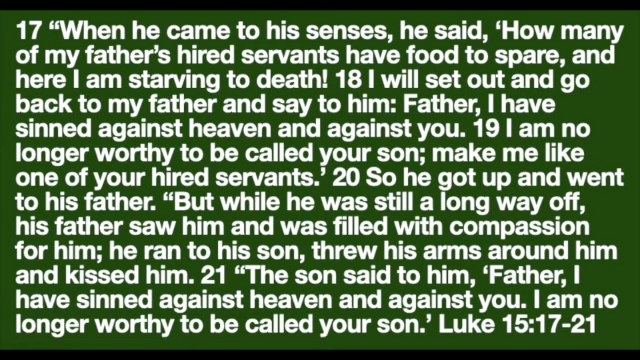 17 “When he came to his senses, he said, ‘How many
of my father’s hired servants have food to spare, and
here I am starving to death! 18 I will set out and go
back to my father and say to him: Father, I have
sinned against heaven and against you. 19 I am no
longer worthy to be called your son; make me like
one of your hired servants.’ 20 So he got up and went
to his father. “But while he was still a long way off,
his father saw him and was filled with compassion
for him; he ran to his son, threw his arms around him
and kissed him. 21 “The son said to him, ‘Father, I
have sinned against heaven and against you. I am no
longer worthy to be called your son.’ Luke 15:17-21